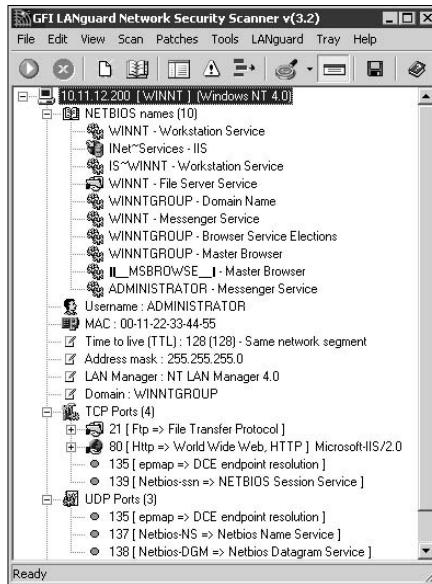 GFI LANguard Network Security Scanner v(3.2)
File Edit View Scan Patches Tools LANguard Tray Help
10.11.12.200 [ WINNT ] (Windows NT 4.0)
NETBIOS names (10)
WINNT - Workstation Service
INet~Services - IIS
IS~WINNT - Workstation Service
WINNT - File Server Service
WINNTGROUP - Domain Name
WINNT - Messenger Service
WINNTGROUP - Browser Service Elections
WINNTGROUP - Master Browser
__MSBROWSE__ - Master Browser
ADMINISTRATOR - Messenger Service
Username : ADMINISTRATOR
MAC : 00-11-22-33-44-55
Time to live (TTL) : 128 (128) - Same network segment
Address mask : 255.255.255.0
LAN Manager : NT LAN Manager 4.0
Domain : WINNTGROUP
TCP Ports (4)
21 [ Ftp => File Transfer Protocol ]
80 [ Http => World Wide Web, HTTP ] Microsoft-IIS/2.0
135 [ epmap => DCE endpoint resolution ]
139 [ Netbios-ssn => NETBIOS Session Service ]
UDP Ports (3)
135 [ epmap => DCE endpoint resolution ]
137 [ Netbios-NS => Netbios Name Service ]
138 [ Netbios-DGM => Netbios Datagram Service ]
Ready